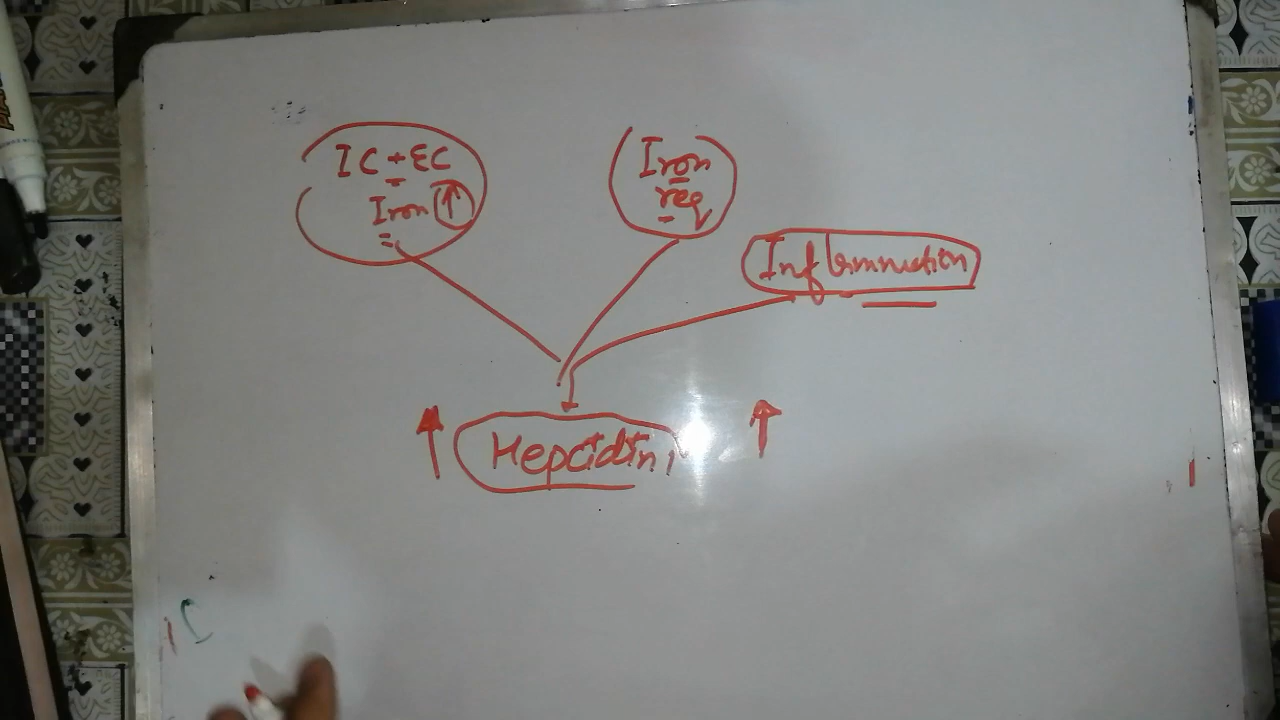 IC + EC
Iron ↑
Iron
req
Inflammation
↑ Hepcidin ↑